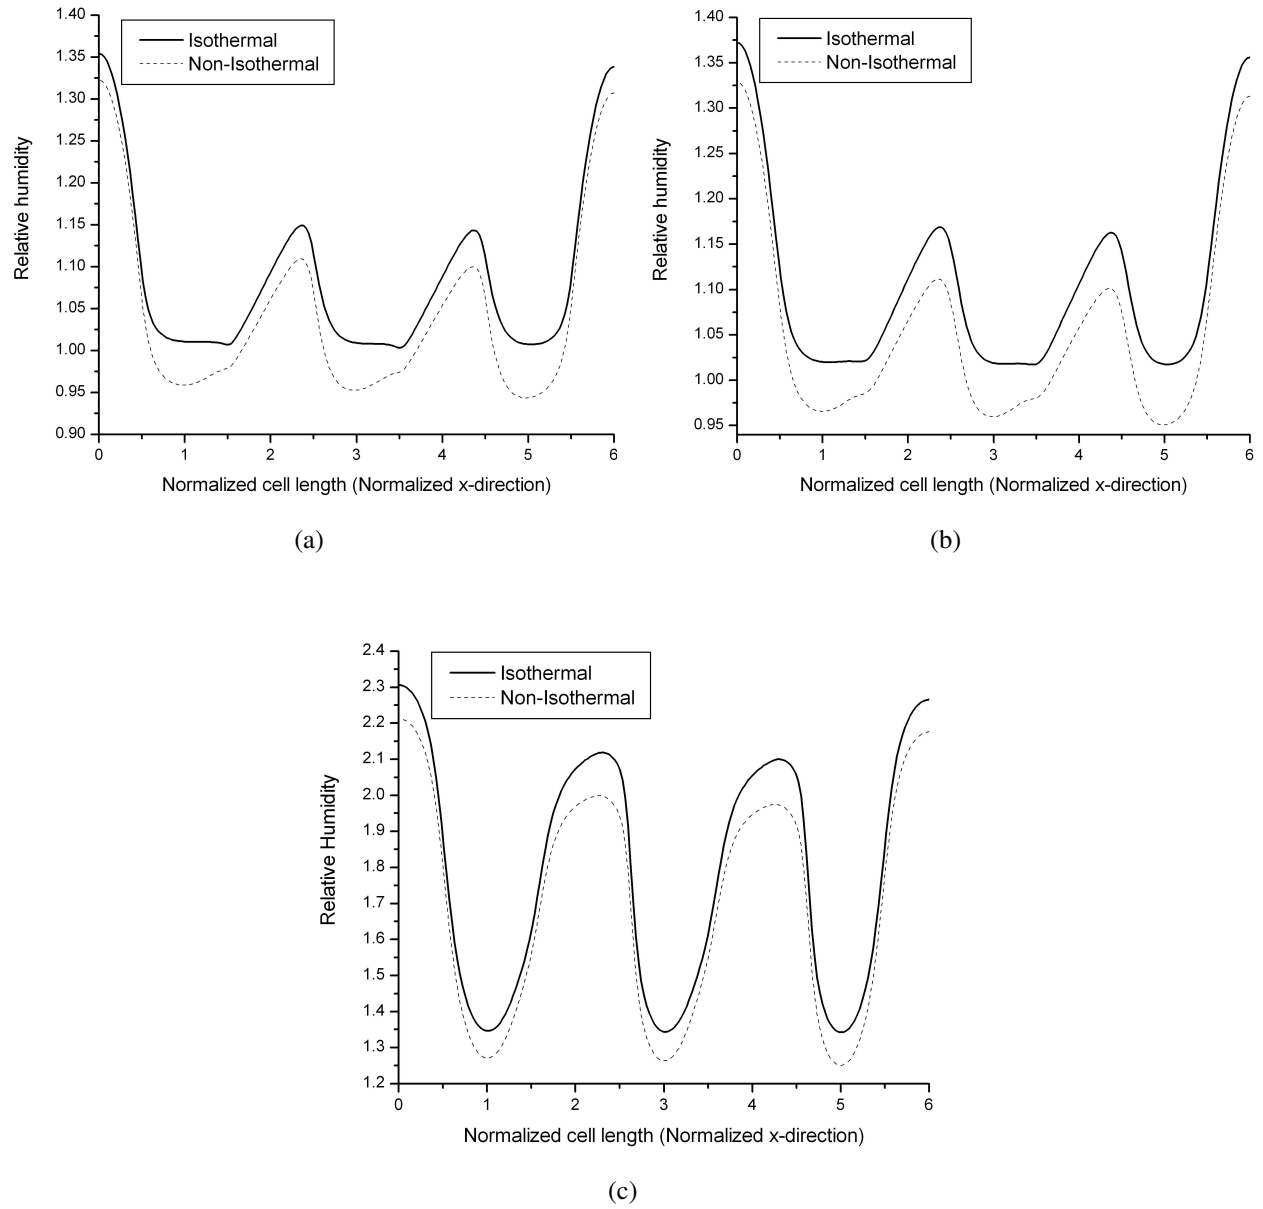 1.40
1.35
1.30
1.25
1.20
1.15
1.10
1.05
1.00
0.95
0.90
Relative humidity
Isothermal
Non-Isothermal
0 1 2 3 4 5 6
Normalized cell length (Normalized x-direction)
(a)
1.40
1.35
1.30
1.25
1.20
1.15
1.10
1.05
1.00
0.95
Relative humidity
Isothermal
Non-Isothermal
0 1 2 3 4 5 6
Normalized cell length (Normalized x-direction)
(b)
2.4
2.3
2.2
2.1
2.0
1.9
1.8
1.7
1.6
1.5
1.4
1.3
1.2
Relative Humidity
Isothermal
Non-Isothermal
0 1 2 3 4 5 6
Normalized cell length (Normalized x-direction)
(c)